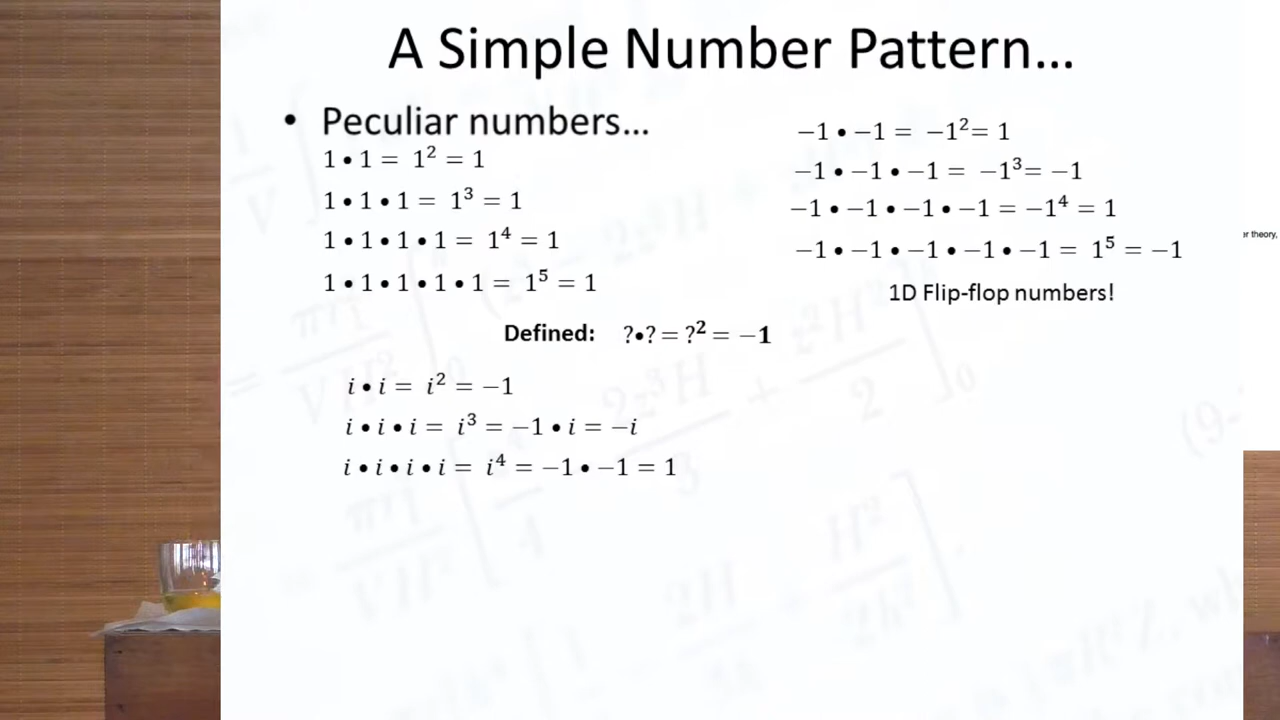 A Simple Number Pattern...
• Peculiar numbers...
1 • 1 = 1² = 1
1 • 1 • 1 = 1³ = 1
1 • 1 • 1 • 1 = 1⁴ = 1
1 • 1 • 1 • 1 • 1 = 1⁵ = 1
−1 • −1 = −1² = 1
−1 • −1 • −1 = −1³ = −1
−1 • −1 • −1 • −1 = −1⁴ = 1
−1 • −1 • −1 • −1 • −1 = 1⁵ = −1
1D Flip-flop numbers!
Defined: ?•? = ?² = −1
i • i = i² = −1
i • i • i = i³ = −1 • i = −i
i • i • i • i = i⁴ = −1 • −1 = 1
theory,